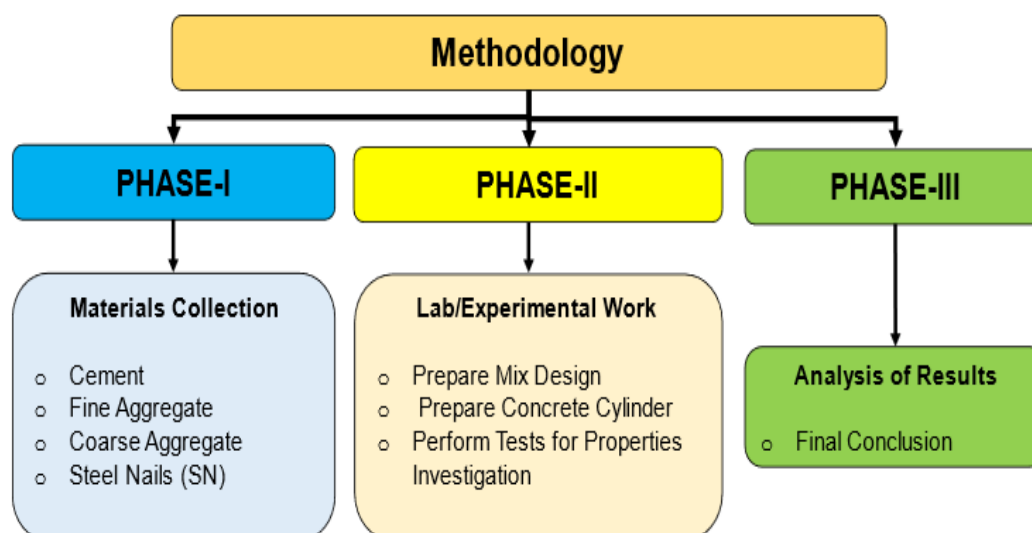 Methodology
PHASE-I
PHASE-II
PHASE-III
Materials Collection
o Cement
o Fine Aggregate
o Coarse Aggregate
o Steel Nails (SN)
Lab/Experimental Work
o Prepare Mix Design
o Prepare Concrete Cylinder
o Perform Tests for Properties
Investigation
Analysis of Results
o Final Conclusion